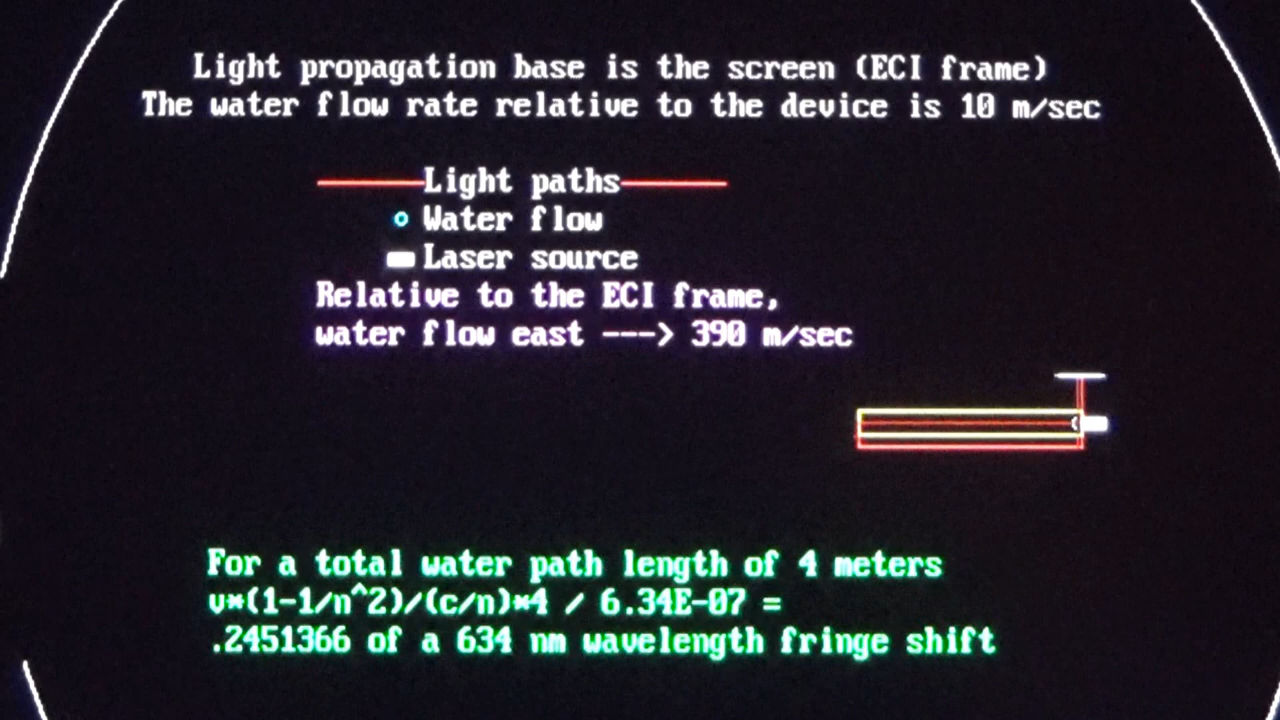 Light propagation base is the screen (ECI frame)
The water flow rate relative to the device is 10 m/sec
Light paths
Water flow
Laser source
Relative to the ECI frame,
water flow east ---> 390 m/sec
For a total water path length of 4 meters
v*(1-1/n^2)/(c/n)*4 / 6.34E-07 =
.2451366 of a 634 nm wavelength fringe shift